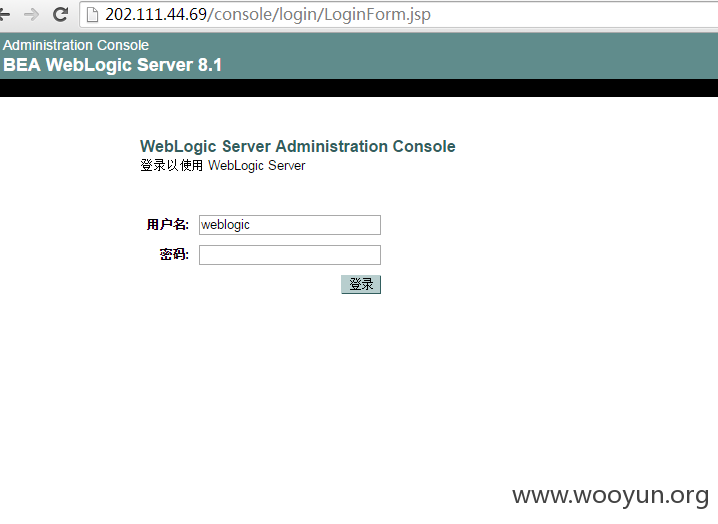 202.111.44.69/console/login/LoginForm.jsp
Administration Console
BEA WebLogic Server 8.1
WebLogic Server Administration Console
登录以使用 WebLogic Server
用户名: weblogic
密码:
登录
www.wooyun.org